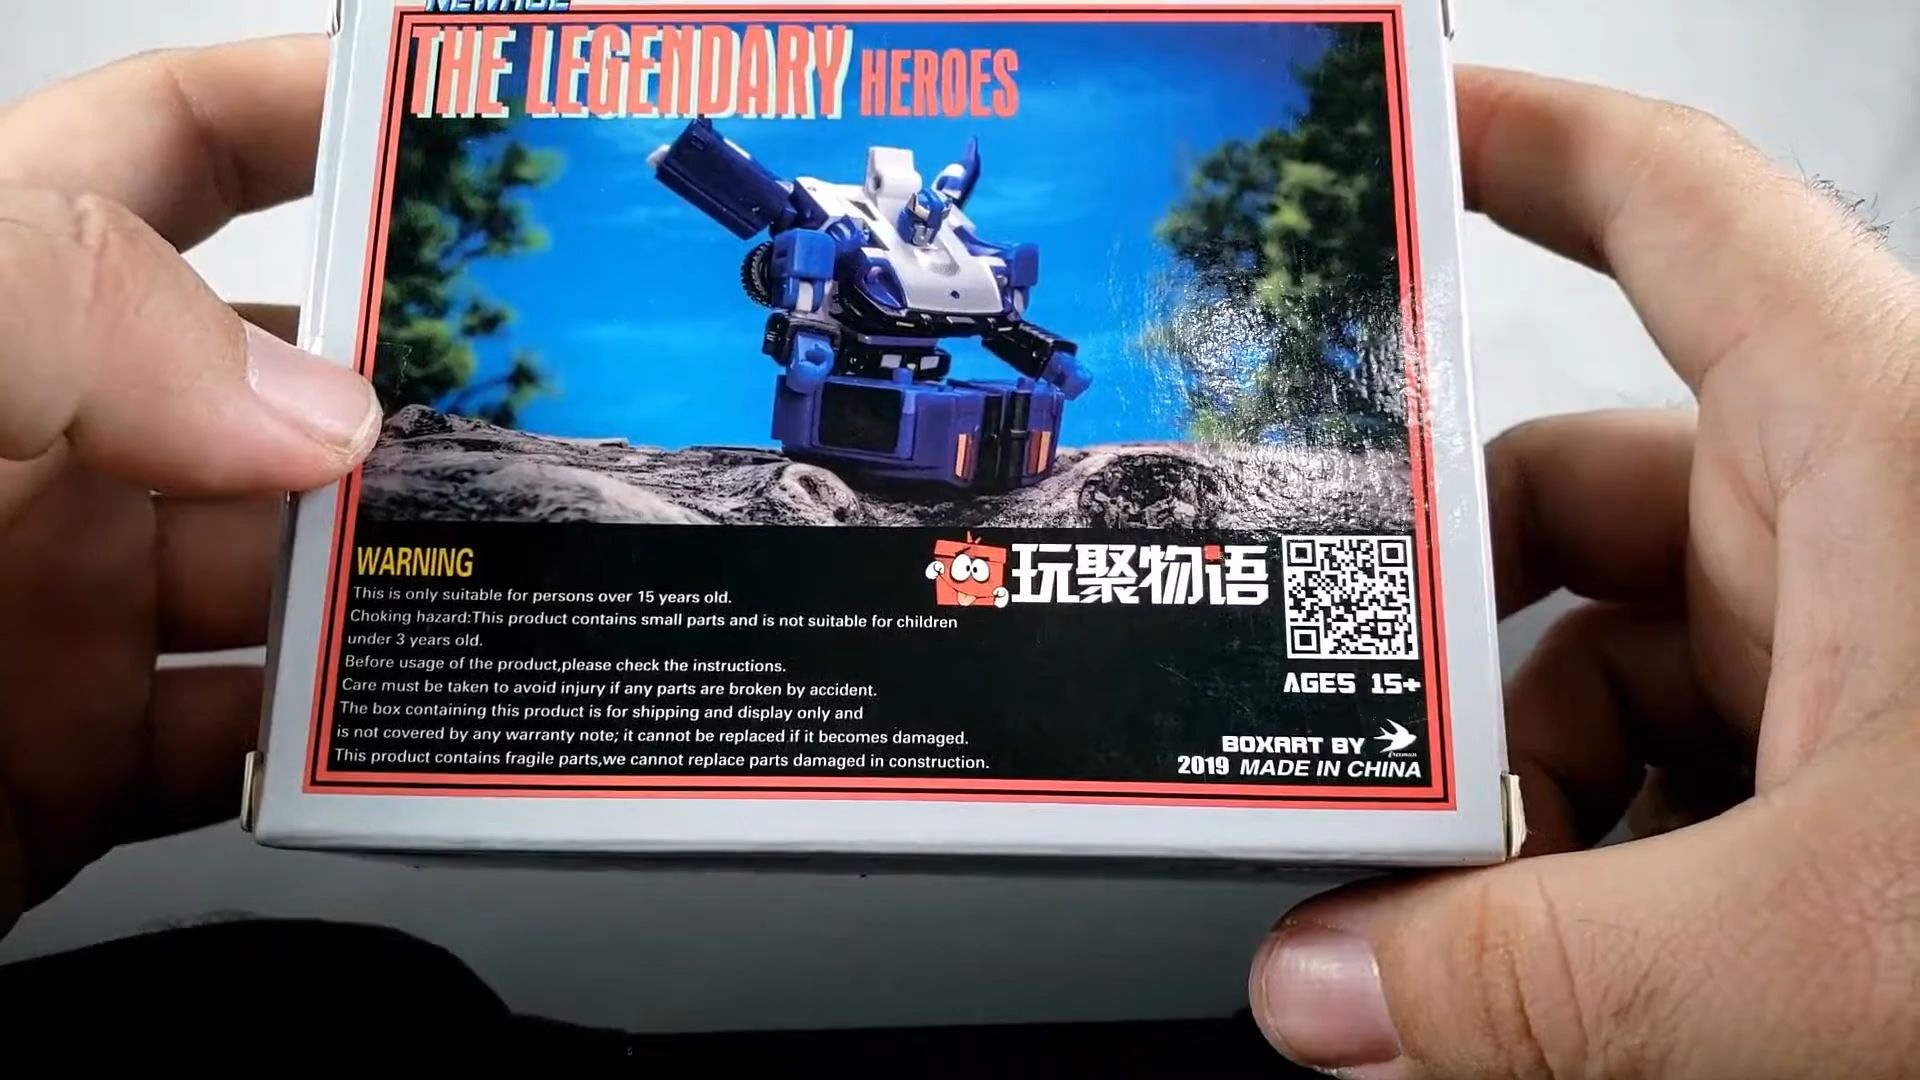 NEWAGE
THE LEGENDARY HEROES
WARNING
This is only suitable for persons over 15 years old.
Choking hazard:This product contains small parts and is not suitable for children
under 3 years old.
Before usage of the product,please check the instructions.
Care must be taken to avoid injury if any parts are broken by accident.
The box containing this product is for shipping and display only and
is not covered by any warranty note; it cannot be replaced if it becomes damaged.
This product contains fragile parts,we cannot replace parts damaged in construction.
玩聚物语
AGES 15+
BOXART BY
2019 MADE IN CHINA